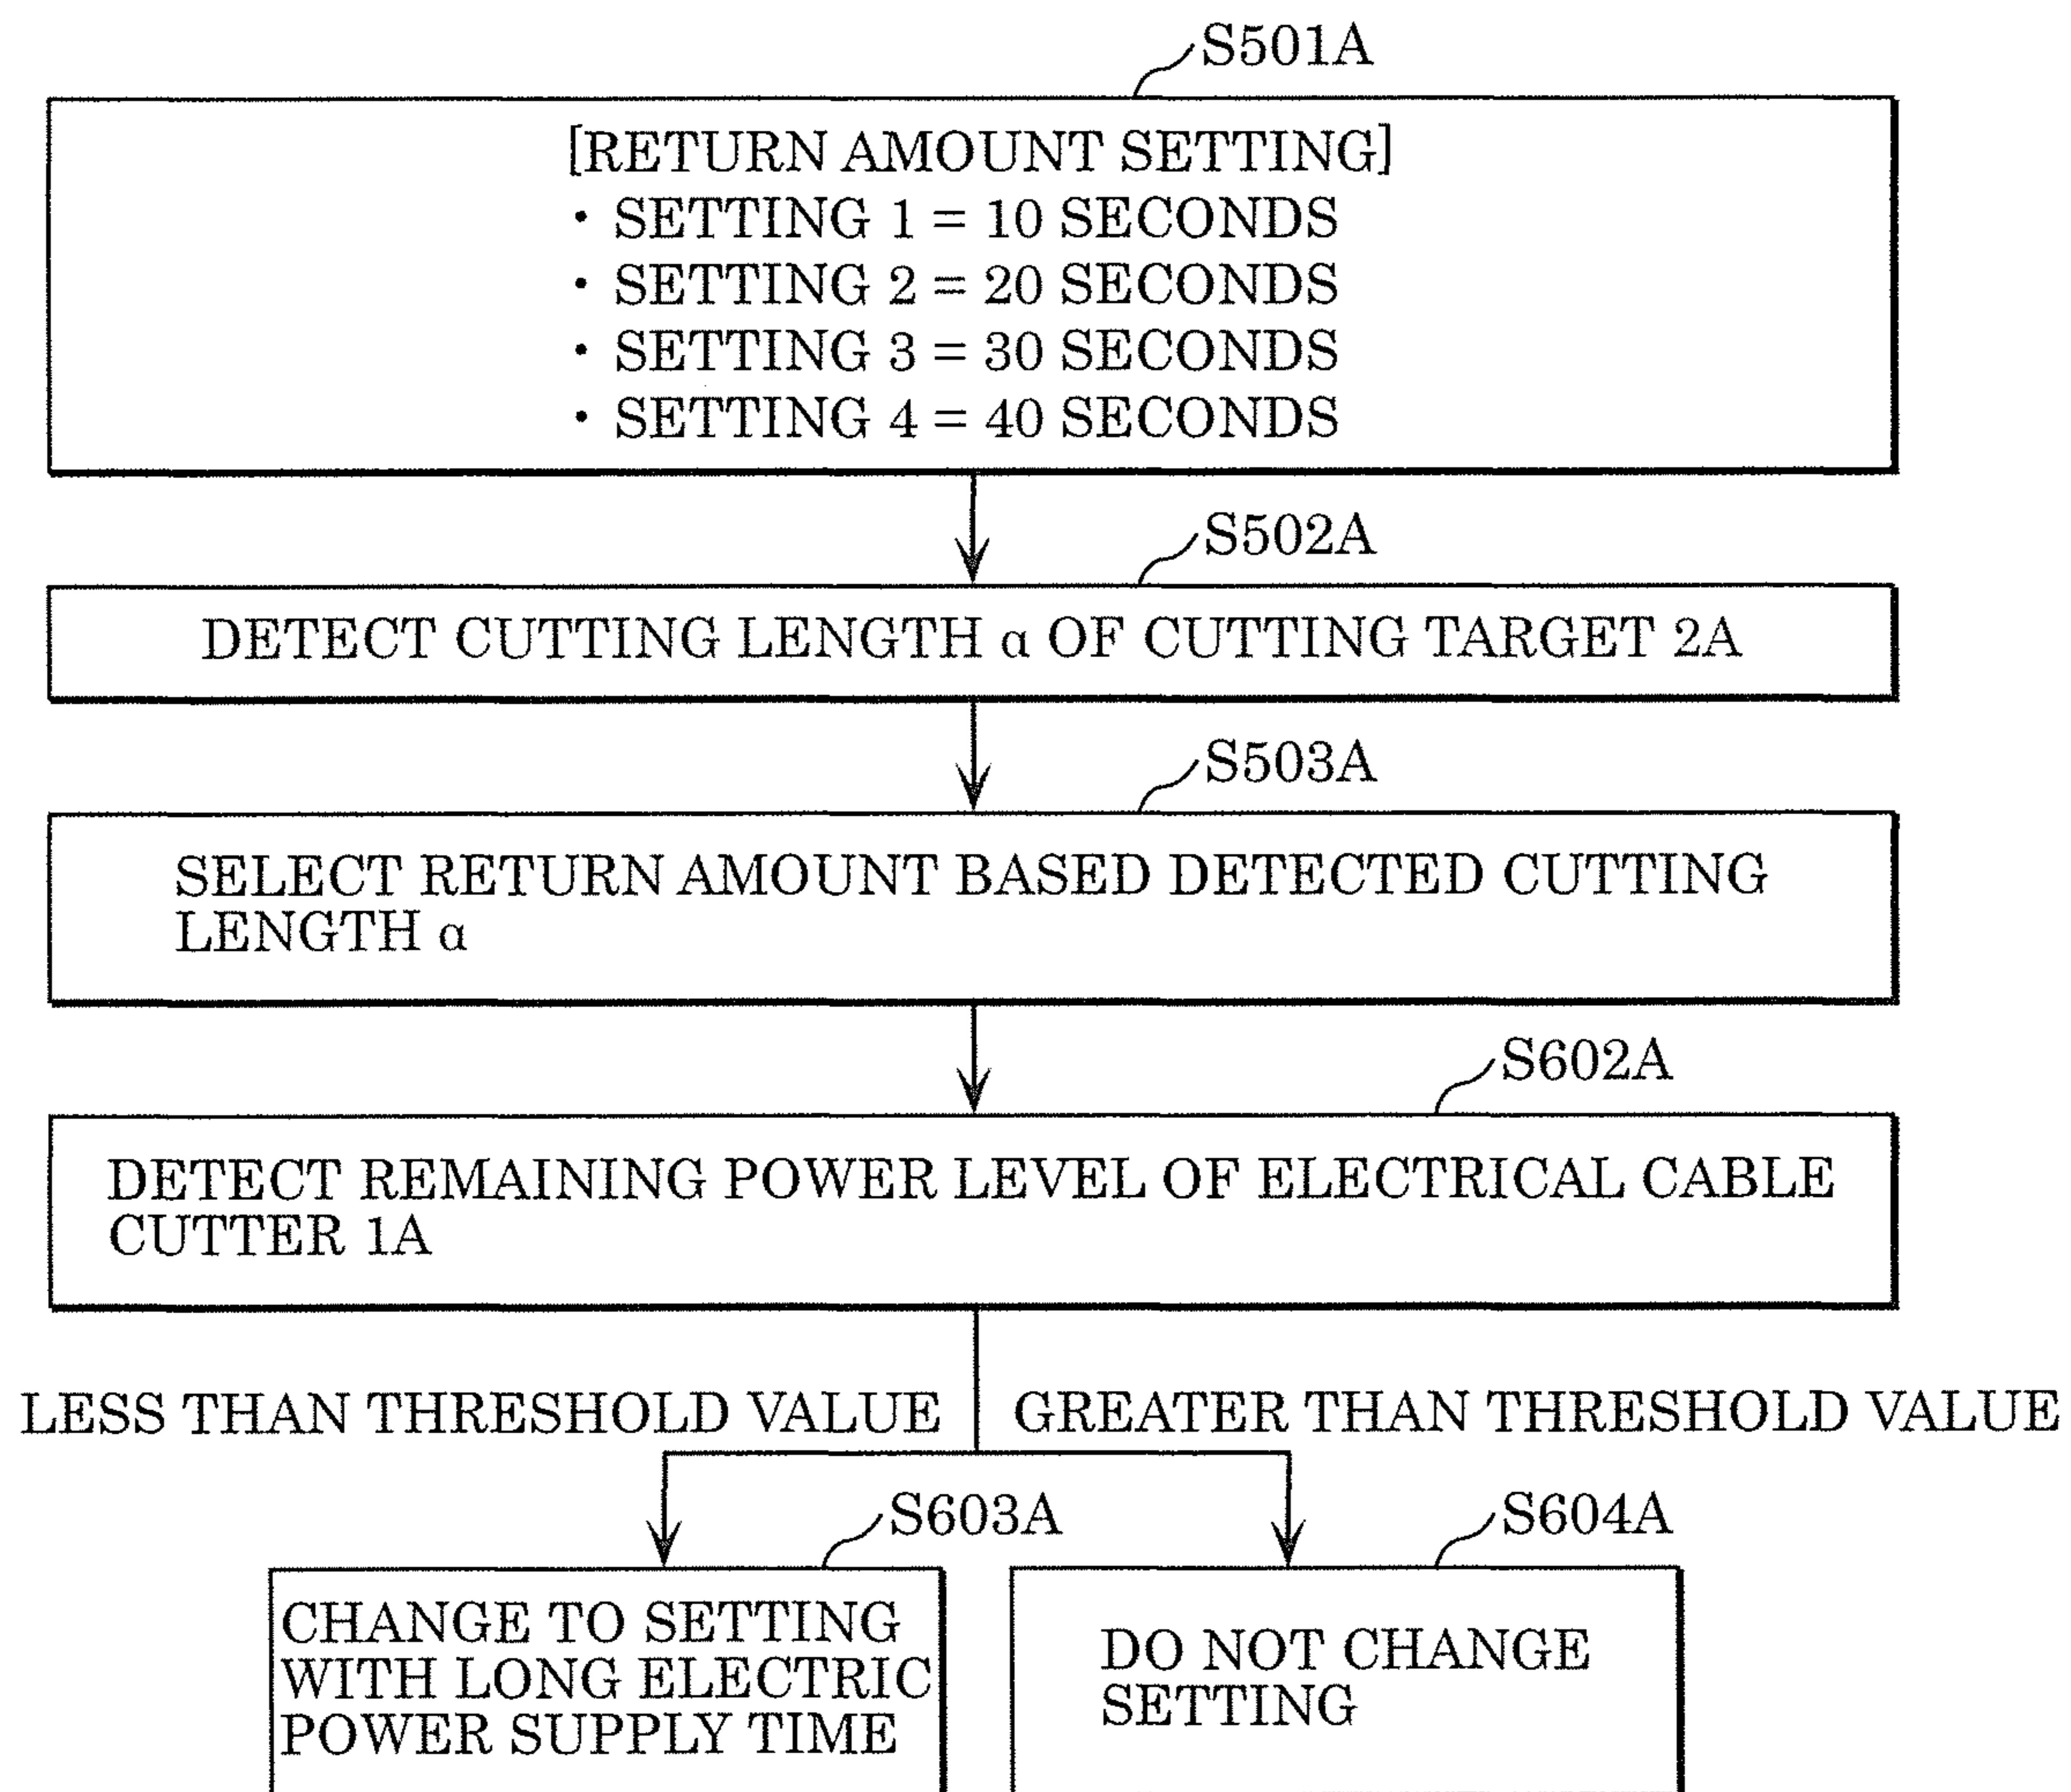 S501A
[RETURN AMOUNT SETTING]
・ SETTING 1 = 10 SECONDS
・ SETTING 2 = 20 SECONDS
・ SETTING 3 = 30 SECONDS
・ SETTING 4 = 40 SECONDS
S502A
DETECT CUTTING LENGTH α OF CUTTING TARGET 2A
S503A
SELECT RETURN AMOUNT BASED DETECTED CUTTING
LENGTH α
S602A
DETECT REMAINING POWER LEVEL OF ELECTRICAL CABLE
CUTTER 1A
LESS THAN THRESHOLD VALUE
GREATER THAN THRESHOLD VALUE
S603A
CHANGE TO SETTING
WITH LONG ELECTRIC
POWER SUPPLY TIME
S604A
DO NOT CHANGE
SETTING